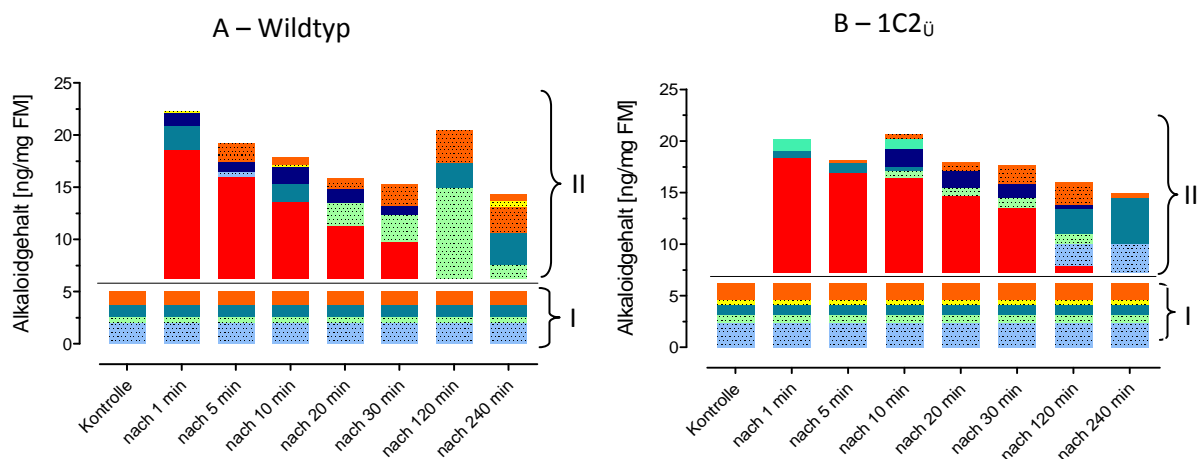 A – Wildtyp
B – 1C2Ü
Alkaloidgehalt [ng/mg FM]
25
20
15
10
5
0
II
I
Kontrolle
nach 1 min
nach 5 min
nach 10 min
nach 20 min
nach 30 min
nach 120 min
nach 240 min
Alkaloidgehalt [ng/mg FM]
25
20
15
10
5
0
II
I
Kontrolle
nach 1 min
nach 5 min
nach 10 min
nach 20 min
nach 30 min
nach 120 min
nach 240 min